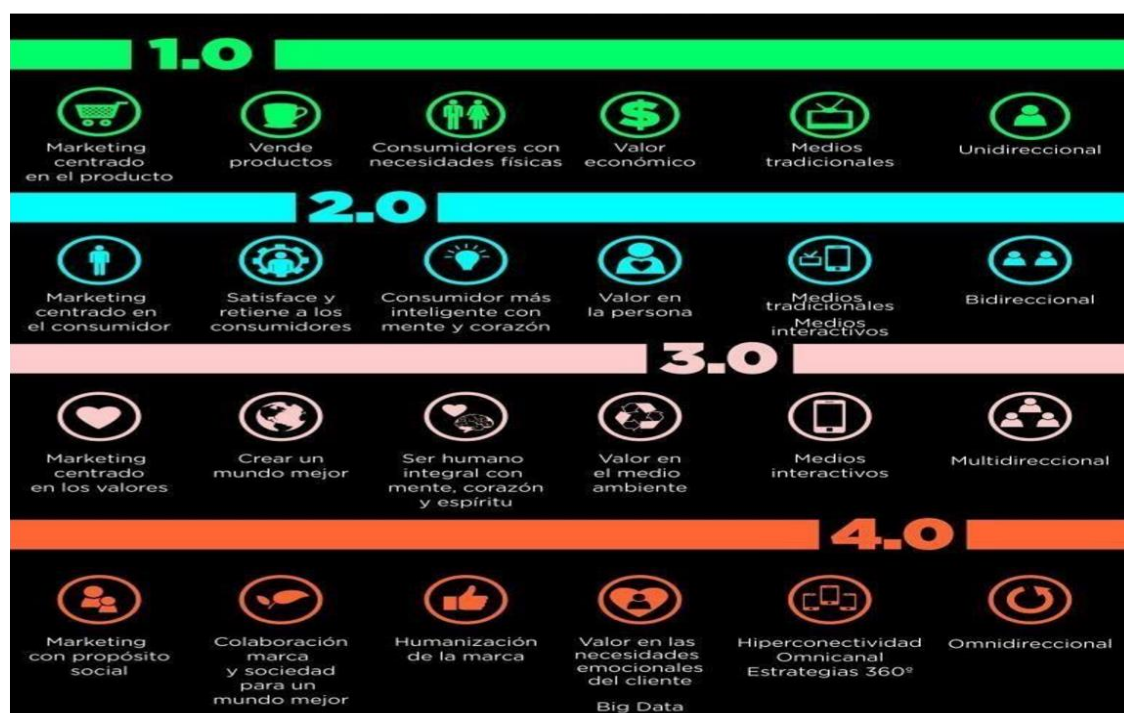 1.0
Marketing
centrado
en el producto
Vende
productos
Consumidores con
necesidades físicas
Valor
económico
Medios
tradicionales
Unidireccional
2.0
Marketing
centrado en
el consumidor
Satisface y
retiene a los
consumidores
Consumidor más
inteligente con
mente y corazón
Valor en
la persona
Medios
tradicionales
Medios
interactivos
Bidireccional
3.0
Marketing
centrado
en los valores
Crear un
mundo mejor
Ser humano
integral con
mente, corazón
y espíritu
Valor en
el medio
ambiente
Medios
interactivos
Multidireccional
4.0
Marketing
con propósito
social
Colaboración
marca
y sociedad
para un
mundo mejor
Humanización
de la marca
Valor en las
necesidades
emocionales
del cliente
Big Data
Hiperconectividad
Omnicanal
Estrategias 360º
Omnidireccional